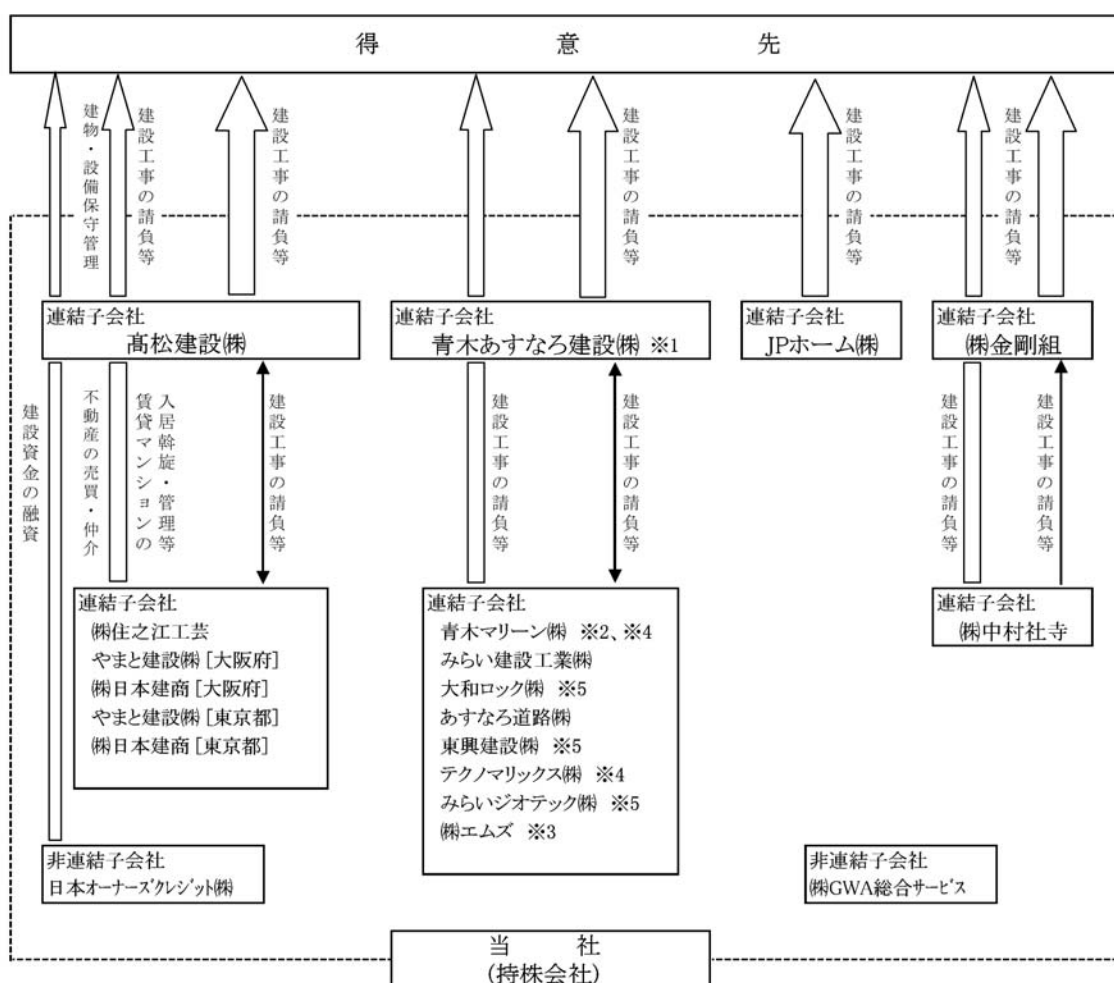 得意先
建物・設備保守管理
建設工事の請負等
建設工事の請負等
建設工事の請負等
建設工事の請負等
建設工事の請負等
建設工事の請負等
連結子会社
髙松建設㈱
連結子会社
青木あすなろ建設㈱ ※1
連結子会社
JPホーム㈱
連結子会社
㈱金剛組
建設資金の融資
不動産の売買・仲介
賃貸マンションの
入居斡旋・管理等
建設工事の請負等
建設工事の請負等
建設工事の請負等
建設工事の請負等
建設工事の請負等
連結子会社
㈱住之江工芸
やまと建設㈱[大阪府]
㈱日本建商[大阪府]
やまと建設㈱[東京都]
㈱日本建商[東京都]
連結子会社
青木マリーン㈱ ※2、※4
みらい建設工業㈱
大和ロック㈱ ※5
あすなろ道路㈱
東興建設㈱ ※5
テクノマリックス㈱ ※4
みらいジオテック㈱ ※5
㈱エムズ ※3
連結子会社
㈱中村社寺
非連結子会社
日本オーナーズクレジット㈱
非連結子会社
㈱GWA総合サービス
当社
(持株会社)